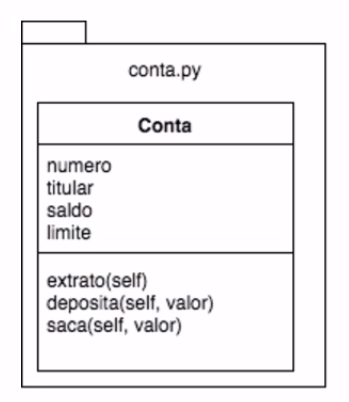 conta.py
Conta
numero
titular
saldo
limite
extrato(self)
deposita(self, valor)
saca(self, valor)